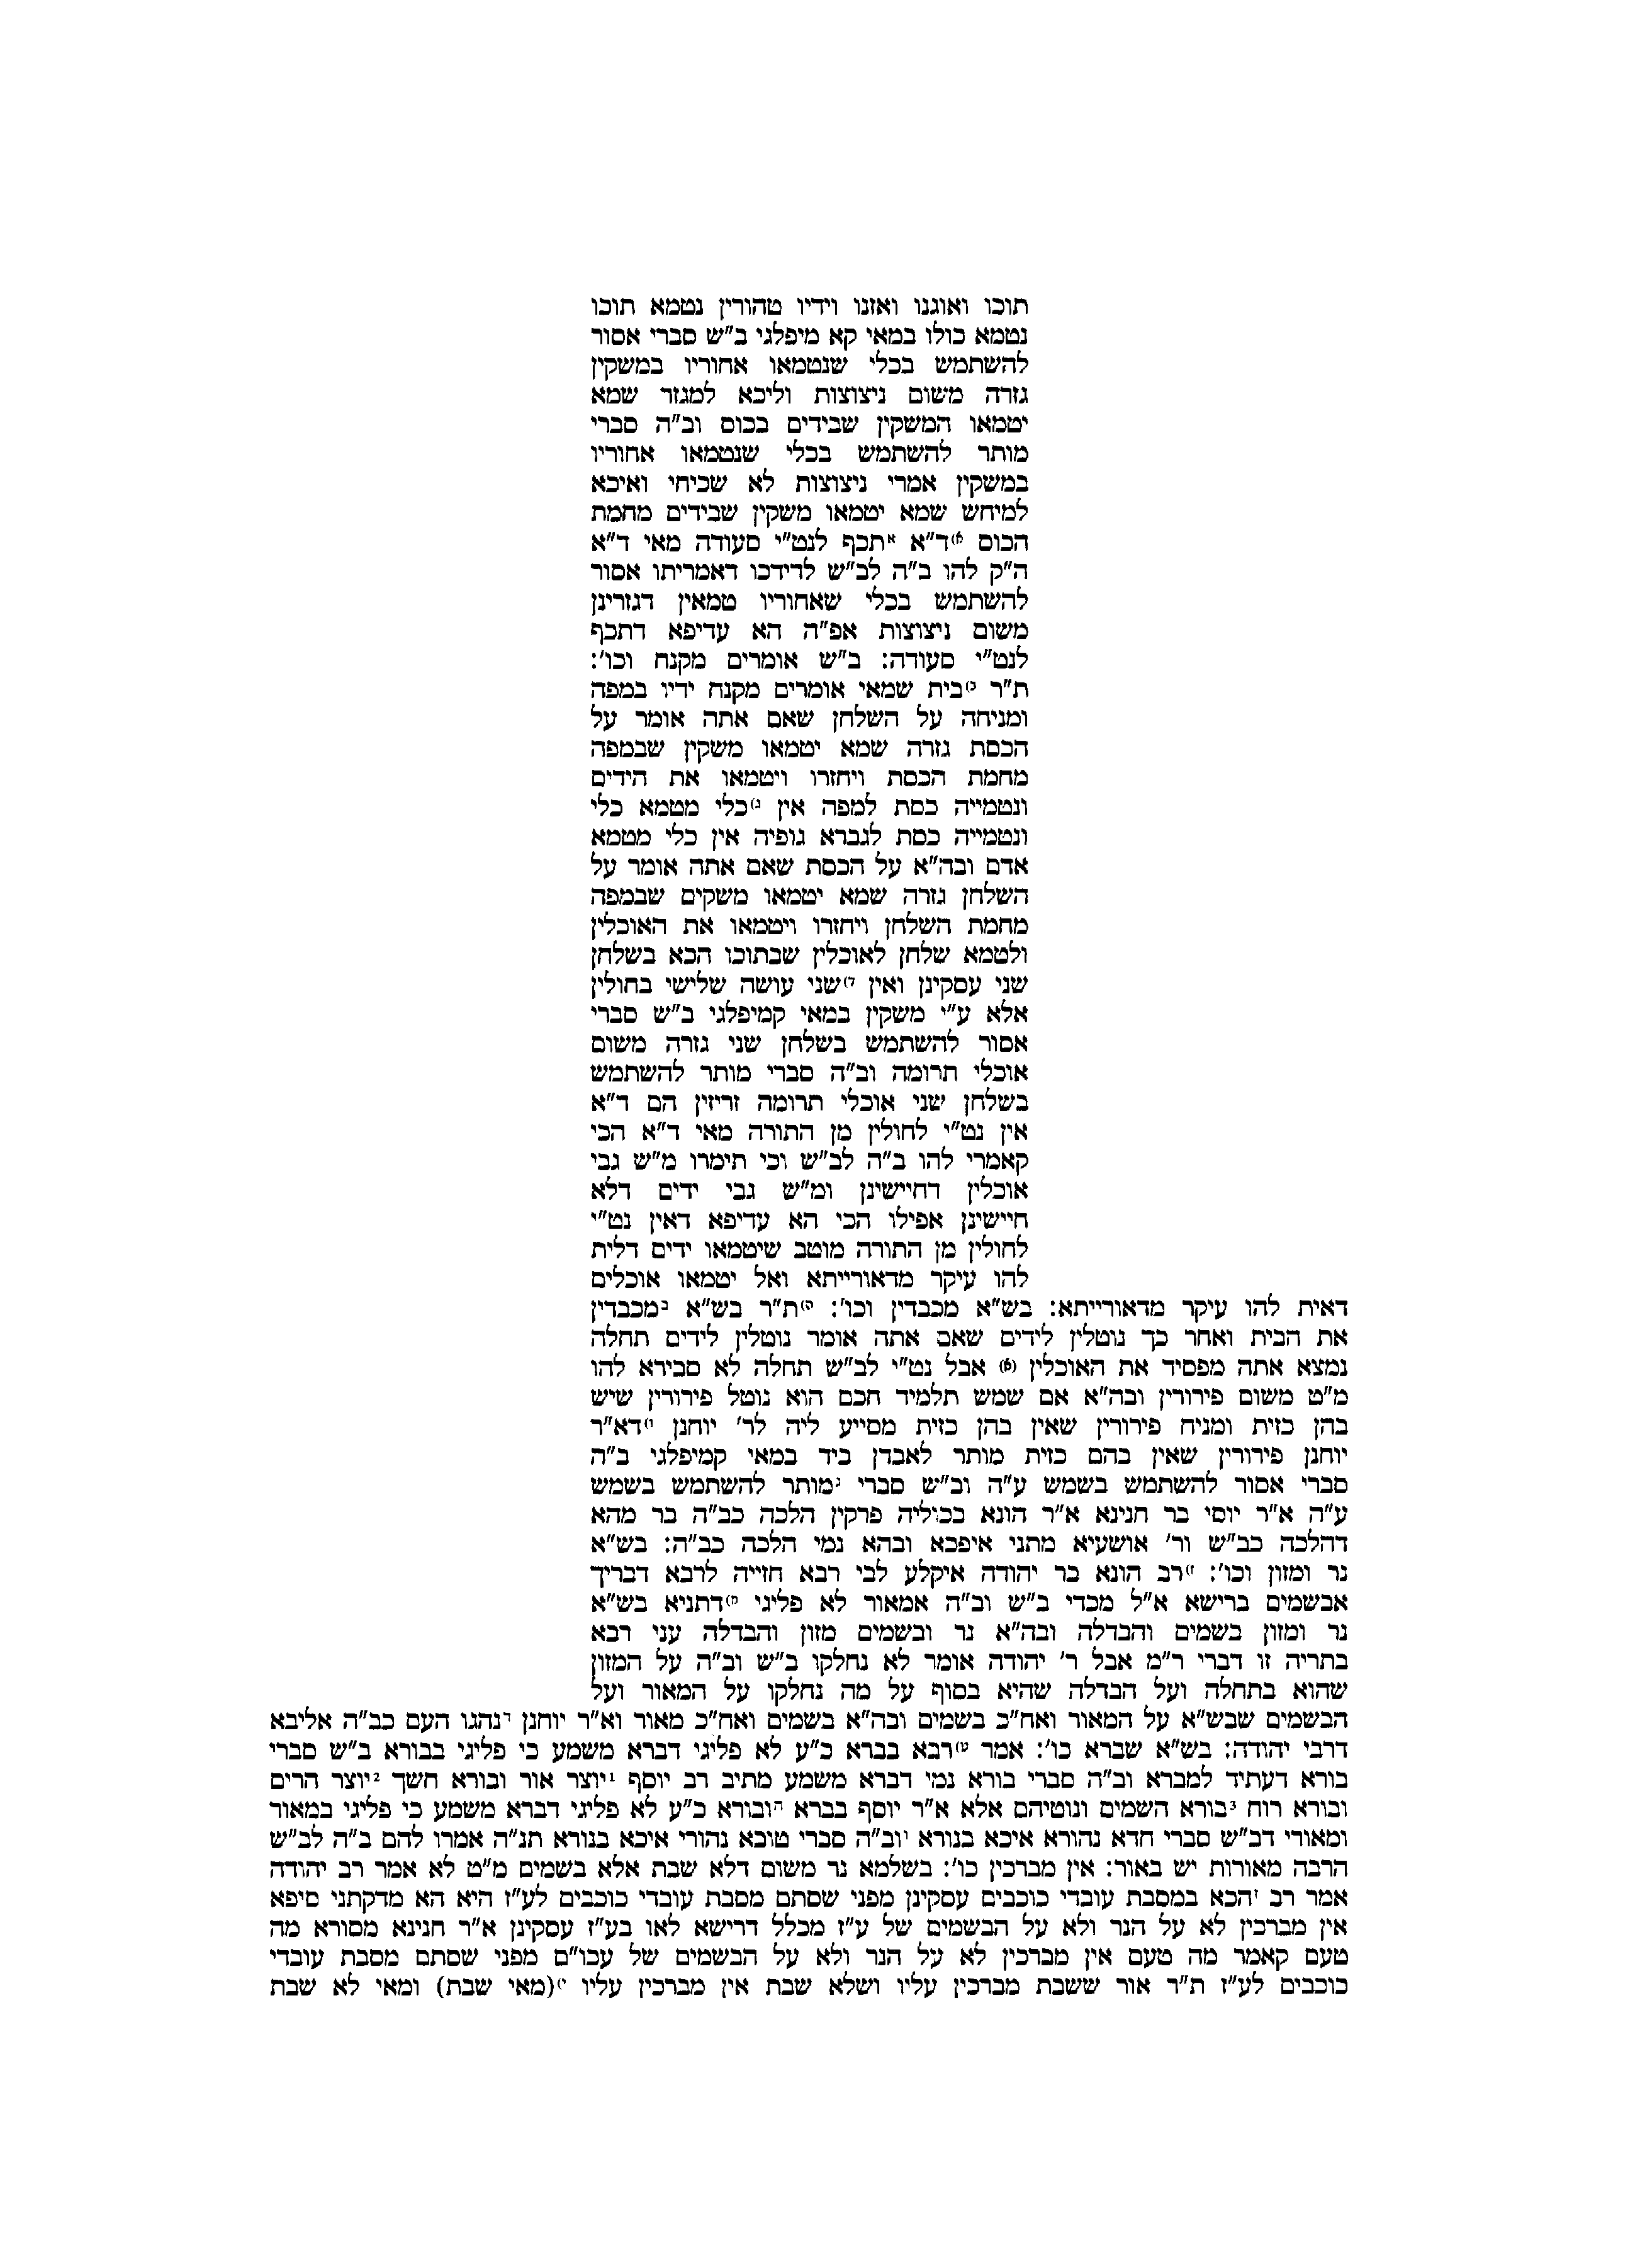 תוכו ואוגנו ואזנו וידיו טהורין נטמא תוכו
נטמא כולו במאי קא מיפלגי ב"ש סברי אסור
להשתמש בכלי שנטמאו אחוריו במשקין
גזרה משום ניצוצות וליכא למגזר שמא
יטמאו המשקין שבידים בכוס וב"ה סברי
מותר להשתמש בכלי שנטמאו אחוריו
במשקין אמרי ניצוצות לא שכיחי ואיכא
למיחש שמא יטמאו משקין שבידים מחמת
הכוס א)ד"א אתכף לנט"י סעודה מאי ד"א
ה"ק להו ב"ה לב"ש לדידכו דאמריתו אסור
להשתמש בכלי שאחוריו טמאין דגזרינן
משום ניצוצות אפ"ה הא עדיפא דתכף
לנט"י סעודה: ב"ש אומרים מקנח וכו':
ת"ר ב)בית שמאי אומרים מקנח ידיו במפה
ומניחה על השלחן שאם אתה אומר על
הכסת גזרה שמא יטמאו משקין שבמפה
מחמת הכסת ויחזרו ויטמאו את הידים
ונטמייה כסת למפה אין ג)כלי מטמא כלי
ונטמייה כסת לגברא גופיה אין כלי מטמא
אדם ובה"א על הכסת שאם אתה אומר על
השלחן גזרה שמא יטמאו משקים שבמפה
מחמת השלחן ויחזרו ויטמאו את האוכלין
ולטמא שלחן לאוכלין שבתוכו הכא בשלחן
שני עסקינן ואין ד)שני עושה שלישי בחולין
אלא ע"י משקין במאי קמיפלגי ב"ש סברי
אסור להשתמש בשלחן שני גזרה משום
אוכלי תרומה וב"ה סברי מותר להשתמש
בשלחן שני אוכלי תרומה זריזין הם ד"א
אין נט"י לחולין מן התורה מאי ד"א הכי
קאמרי להו ב"ה לב"ש וכי תימרו מ"ש גבי
אוכלין דחיישינן ומ"ש גבי ידים דלא
חיישינן אפילו הכי הא עדיפא דאין נט"י
לחולין מן התורה מוטב שיטמאו ידים דלית
להו עיקר מדאורייתא ואל יטמאו אוכלים
דאית להו עיקר מדאורייתא: בש"א מכבדין וכו': ה)ת"ר בש"א במכבדין
את הבית ואחר כך נוטלין לידים שאם אתה אומר נוטלין לידים תחלה
נמצא אתה מפסיד את האוכלין (א) אבל נט"י לב"ש תחלה לא סבירא להו
מ"ט משום פירורין ובה"א אם שמש תלמיד חכם הוא נוטל פירורין שיש
בהן כזית ומניח פירורין שאין בהן כזית מסייע ליה לר' יוחנן ו)דא"ר
יוחנן פירורין שאין בהם כזית מותר לאבדן ביד במאי קמיפלגי ב"ה
סברי אסור להשתמש בשמש ע"ה וב"ש סברי גמותר להשתמש בשמש
ע"ה א"ר יוסי בר חנינא א"ר הונא בכוליה פרקין הלכה כב"ה בר מהא
דהלכה כב"ש ור' אושעיא מתני איפכא ובהא נמי הלכה כב"ה: בש"א
נר ומזון וכו': ז)רב הונא בר יהודה איקלע לבי רבא חזייה לרבא דבריך
אבשמים ברישא א"ל מכדי ב"ש וב"ה אמאור לא פליגי ח)דתניא בש"א
נר ומזון בשמים והבדלה ובה"א נר ובשמים מזון והבדלה עני רבא
בתריה זו דברי ר"מ אבל ר' יהודה אומר לא נחלקו ב"ש וב"ה על המזון
שהוא בתחלה ועל הבדלה שהיא בסוף על מה נחלקו על המאור ועל
הבשמים שבש"א על המאור ואח"כ בשמים ובה"א בשמים ואח"כ מאור וא"ר יוחנן דנהגו העם כב"ה אליבא
דרבי יהודה: בש"א שברא כו': אמר ט)רבא בברא כ"ע לא פליגי דברא משמע כי פליגי בבורא ב"ש סברי
בורא דעתיד למברא וב"ה סברי בורא נמי דברא משמע מתיב רב יוסף 1יוצר אור ובורא חשך 2יוצר הרים
ובורא רוח 3בורא השמים ונוטיהם אלא א"ר יוסף בברא הובורא כ"ע לא פליגי דברא משמע כי פליגי במאור
ומאורי דב"ש סברי חדא נהורא איכא בנורא ווב"ה סברי טובא נהורי איכא בנורא תנ"ה אמרו להם ב"ה לב"ש
הרבה מאורות יש באור: אין מברכין כו': בשלמא נר משום דלא שבת אלא בשמים מ"ט לא אמר רב יהודה
אמר רב זהכא במסבת עובדי כוכבים עסקינן מפני שסתם מסבת עובדי כוכבים לע"ז היא הא מדקתני סיפא
אין מברכין לא על הנר ולא על הבשמים של ע"ז מכלל דרישא לאו בע"ז עסקינן א"ר חנינא מסורא מה
טעם קאמר מה טעם אין מברכין לא על הנר ולא על הבשמים של עכו"ם מפני שסתם מסבת עובדי
כוכבים לע"ז ת"ר אור ששבת מברכין עליו ושלא שבת אין מברכין עליו י)(מאי שבת) ומאי לא שבת